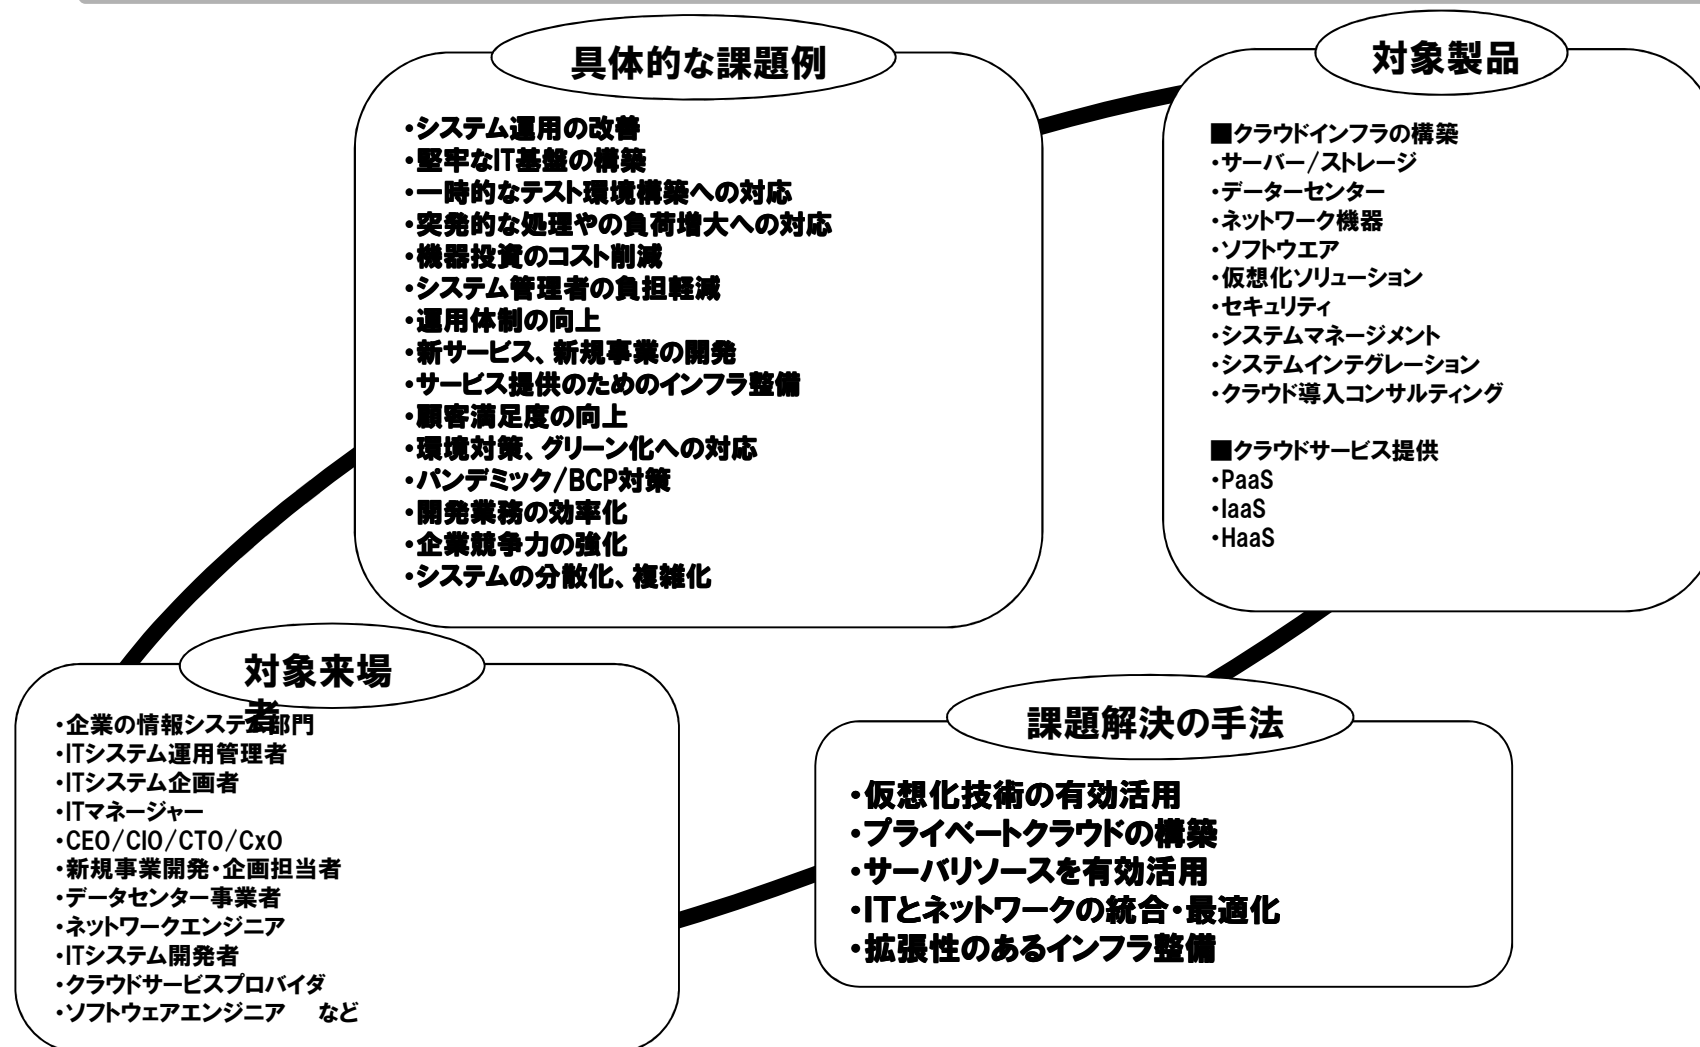 具体的な課題例
・システム運用の改善
・堅牢なIT基盤の構築
・一時的なテスト環境構築への対応
・突発的な処理やの負荷増大への対応
・機器投資のコスト削減
・システム管理者の負担軽減
・運用体制の向上
・新サービス、新規事業の開発
・サービス提供のためのインフラ整備
・顧客満足度の向上
・環境対策、グリーン化への対応
・パンデミック/BCP対策
・開発業務の効率化
・企業競争力の強化
・システムの分散化、複雑化
対象製品
■クラウドインフラの構築
・サーバー/ストレージ
・データーセンター
・ネットワーク機器
・ソフトウエア
・仮想化ソリューション
・セキュリティ
・システムマネージメント
・システムインテグレーション
・クラウド導入コンサルティング
■クラウドサービス提供
・PaaS
・IaaS
・HaaS
対象来場
者
・企業の情報システム部門
・ITシステム運用管理者
・ITシステム企画者
・ITマネージャー
・CEO/CIO/CTO/CxO
・新規事業開発・企画担当者
・データセンター事業者
・ネットワークエンジニア
・ITシステム開発者
・クラウドサービスプロバイダ
・ソフトウェアエンジニア　など
課題解決の手法
・仮想化技術の有効活用
・プライベートクラウドの構築
・サーバリソースを有効活用
・ITとネットワークの統合・最適化
・拡張性のあるインフラ整備